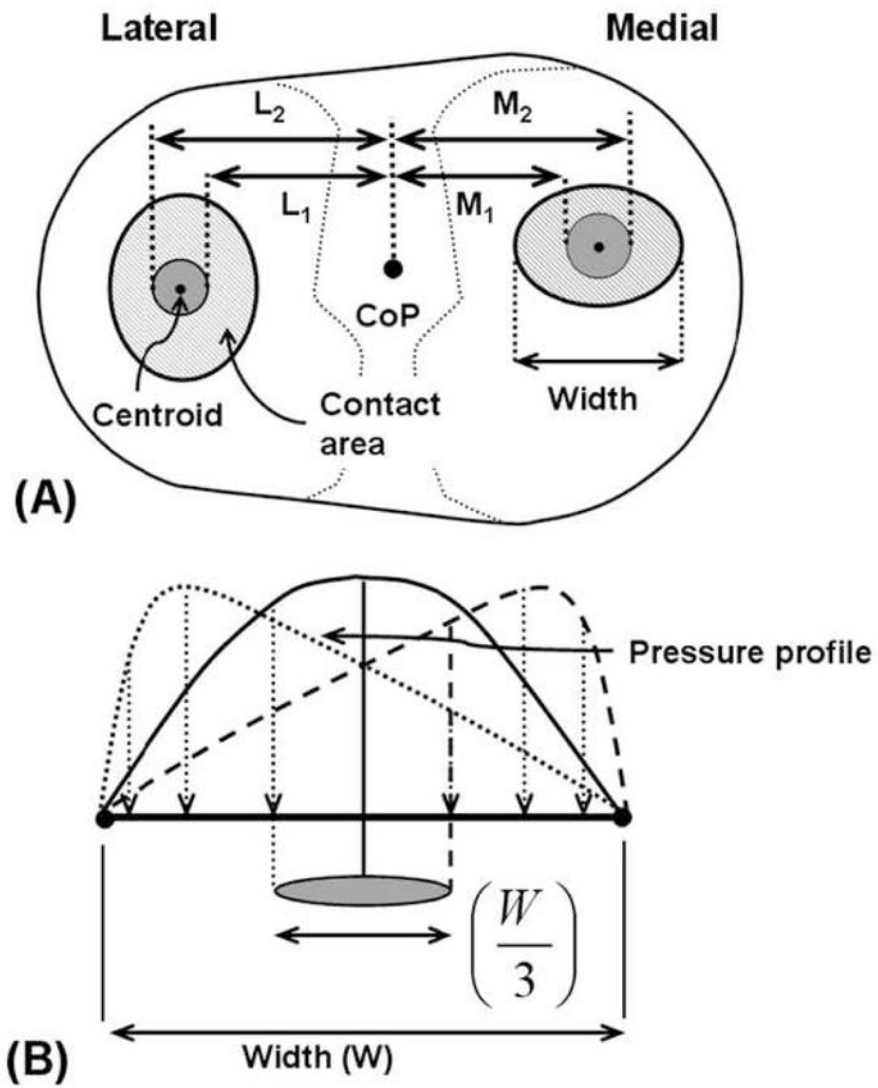 Lateral Medial
L2 M2
L1 M1
CoP
Width
Centroid
Contact
area
(A)
Pressure profile
(W/3)
Width (W)
(B)